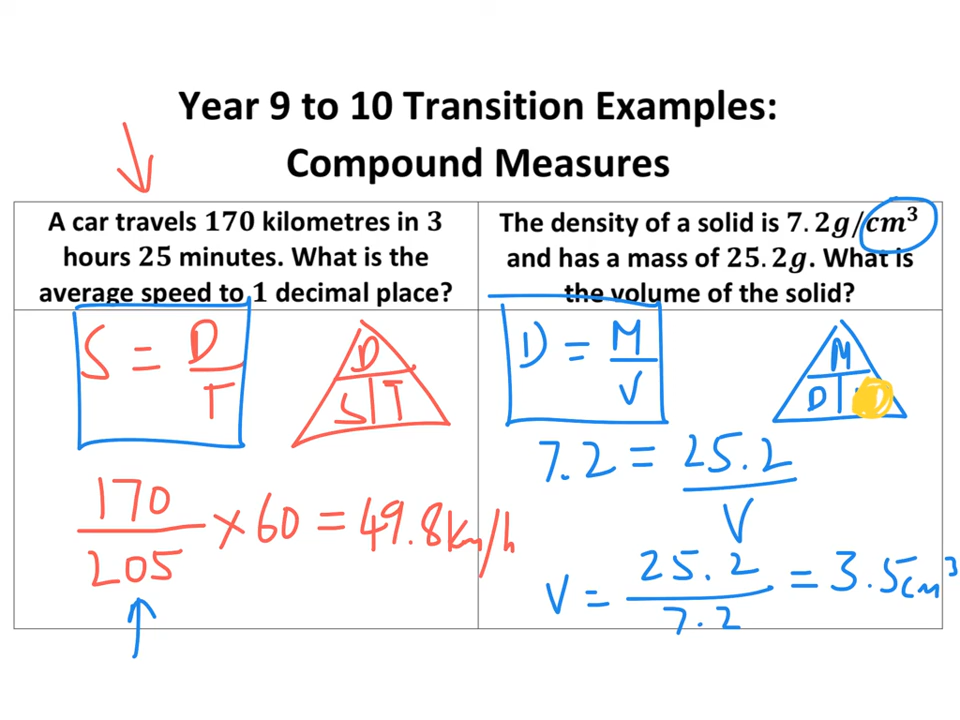 Year 9 to 10 Transition Examples:
Compound Measures
A car travels 170 kilometres in 3
hours 25 minutes. What is the
average speed to 1 decimal place?
S = D/T
D
S T
170/205 × 60 = 49.8km/h
The density of a solid is 7.2g/cm³
and has a mass of 25.2g. What is
the volume of the solid?
D = M/V
M
D
7.2 = 25.2/V
V = 25.2/7.2 = 3.5cm³